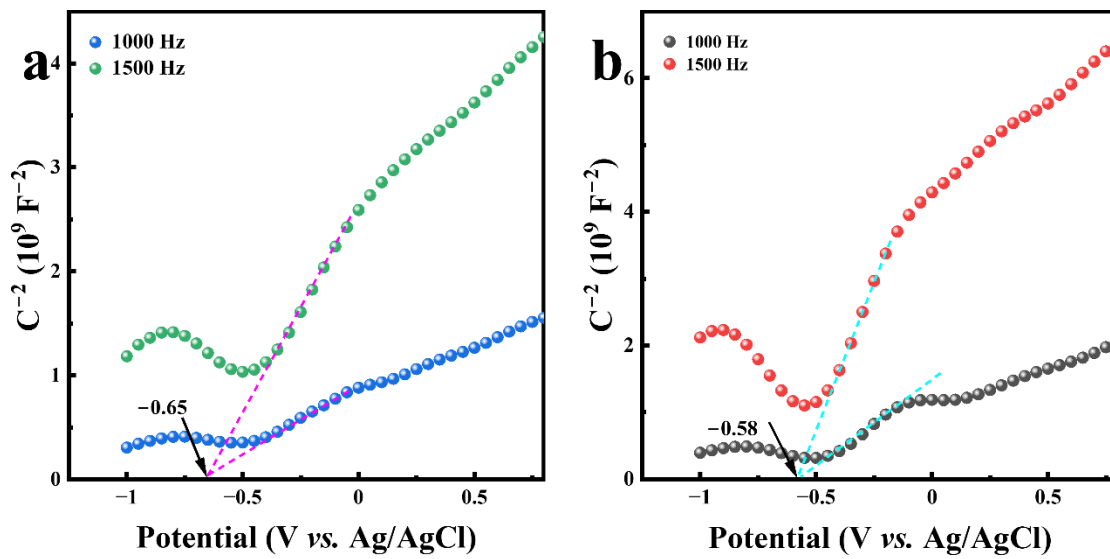 a
1000 Hz
1500 Hz
4
3
2
1
0
−0.65
−1
−0.5
0
0.5
C⁻² (10⁹ F⁻²)
Potential (V vs. Ag/AgCl)
b
1000 Hz
1500 Hz
6
4
2
0
−0.58
−1
−0.5
0
0.5
C⁻² (10⁹ F⁻²)
Potential (V vs. Ag/AgCl)